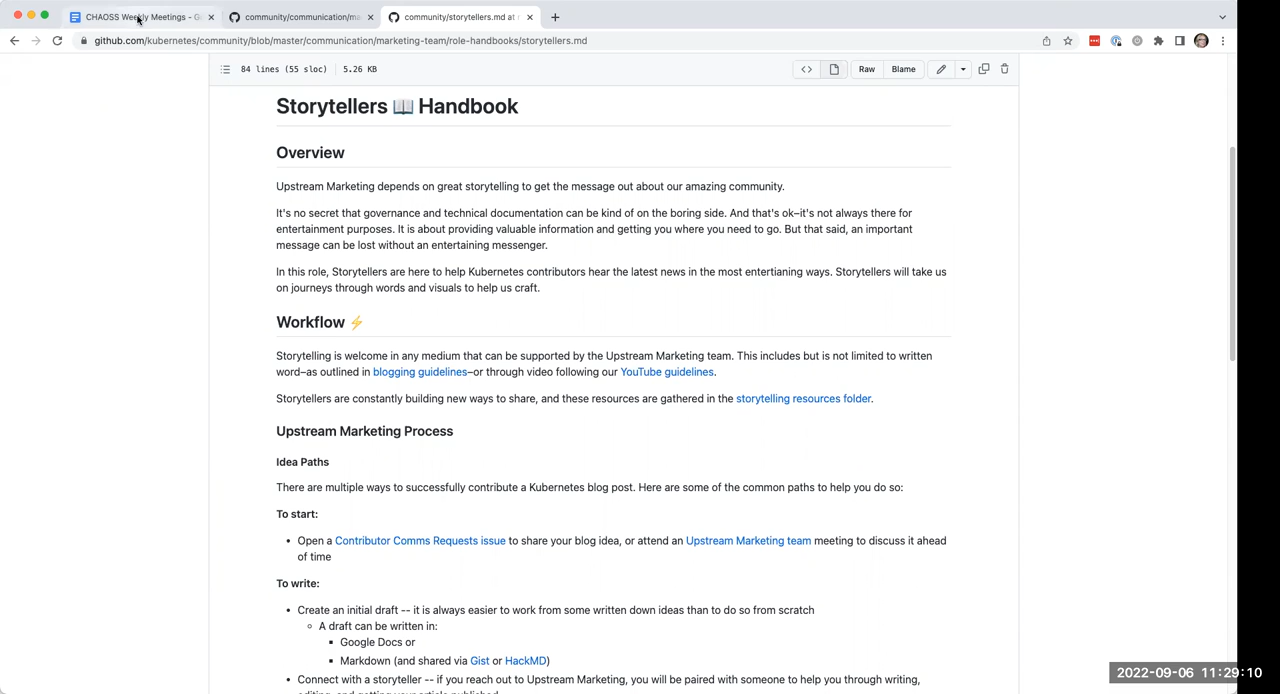 CHAOSS Weekly Meetings - G
community/communication/ma
community/storytellers.md at
github.com/kubernetes/community/blob/master/communication/marketing-team/role-handbooks/storytellers.md
84 lines (55 sloc) 5.26 KB
Raw Blame
Storytellers 📖 Handbook
Overview
Upstream Marketing depends on great storytelling to get the message out about our amazing community.
It's no secret that governance and technical documentation can be kind of on the boring side. And that's ok–it's not always there for
entertainment purposes. It is about providing valuable information and getting you where you need to go. But that said, an important
message can be lost without an entertaining messenger.
In this role, Storytellers are here to help Kubernetes contributors hear the latest news in the most entertianing ways. Storytellers will take us
on journeys through words and visuals to help us craft.
Workflow ⚡
Storytelling is welcome in any medium that can be supported by the Upstream Marketing team. This includes but is not limited to written
word–as outlined in blogging guidelines–or through video following our YouTube guidelines.
Storytellers are constantly building new ways to share, and these resources are gathered in the storytelling resources folder.
Upstream Marketing Process
Idea Paths
There are multiple ways to successfully contribute a Kubernetes blog post. Here are some of the common paths to help you do so:
To start:
• Open a Contributor Comms Requests issue to share your blog idea, or attend an Upstream Marketing team meeting to discuss it ahead
of time
To write:
• Create an initial draft -- it is always easier to work from some written down ideas than to do so from scratch
◦ A draft can be written in:
▪ Google Docs or
▪ Markdown (and shared via Gist or HackMD)
• Connect with a storyteller -- if you reach out to Upstream Marketing, you will be paired with someone to help you through writing,
2022-09-06 11:29:10